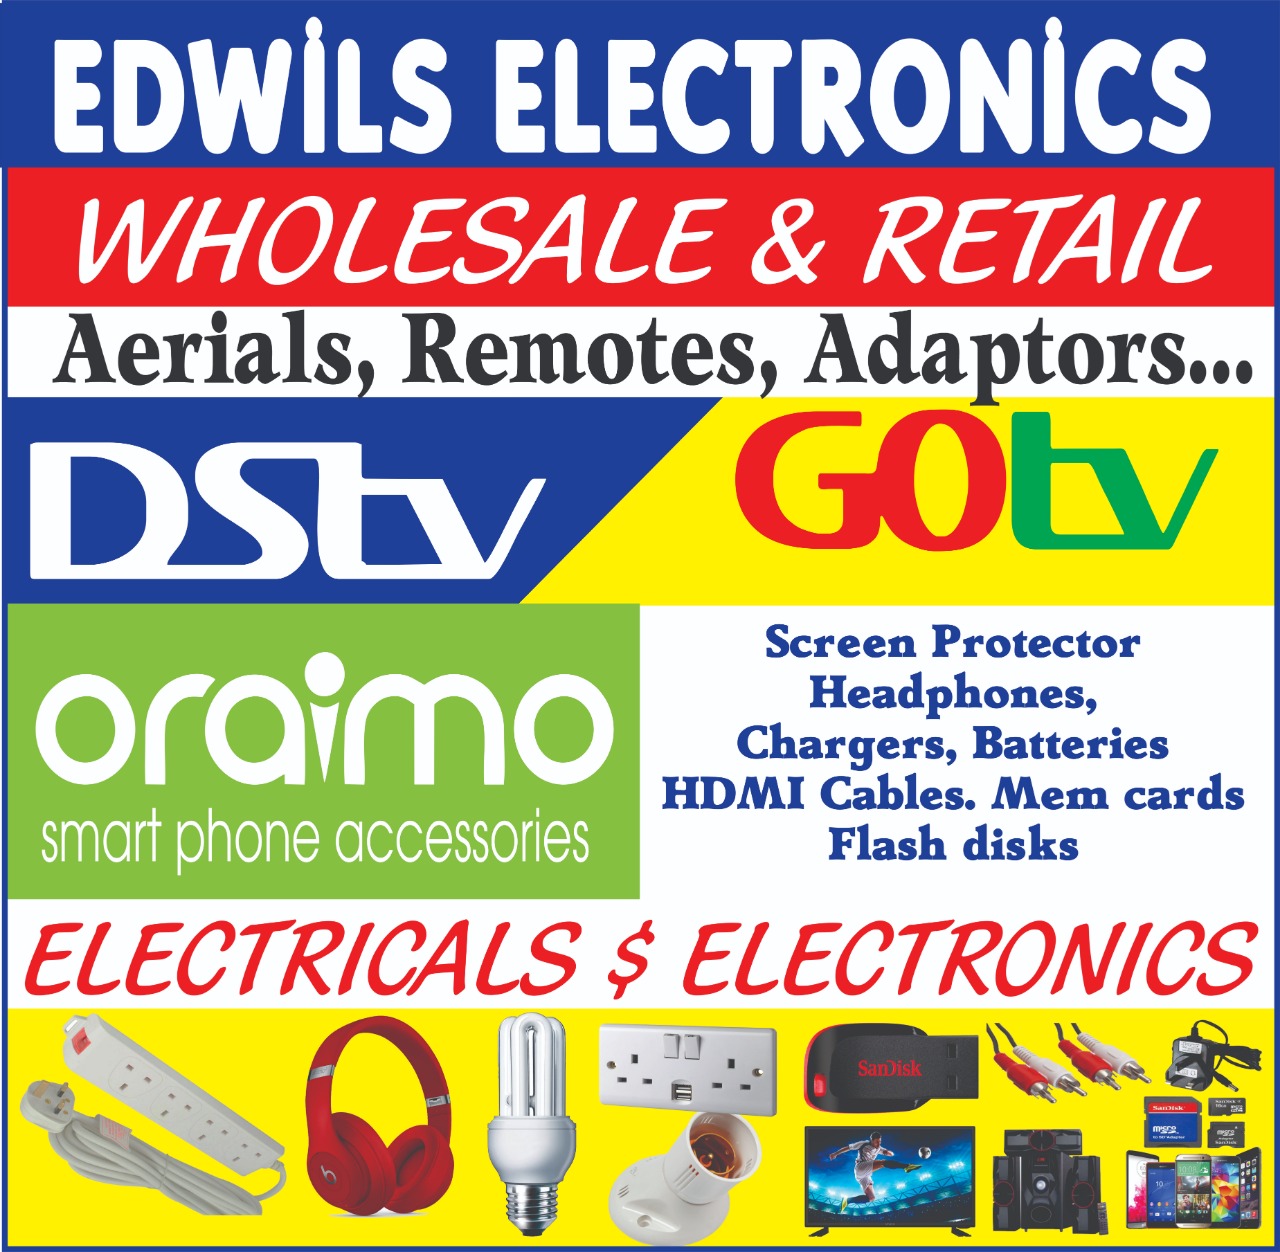 EDWiLS ELECTRONiCS
WHOLESALE & RETAIL
Aerials, Remotes, Adaptors...
DStv
GOtv
oraimo
smart phone accessories
Screen Protector
Headphones,
Chargers, Batteries
HDMI Cables. Mem cards
Flash disks
ELECTRICALS $ ELECTRONICS
SanDisk
SanDisk